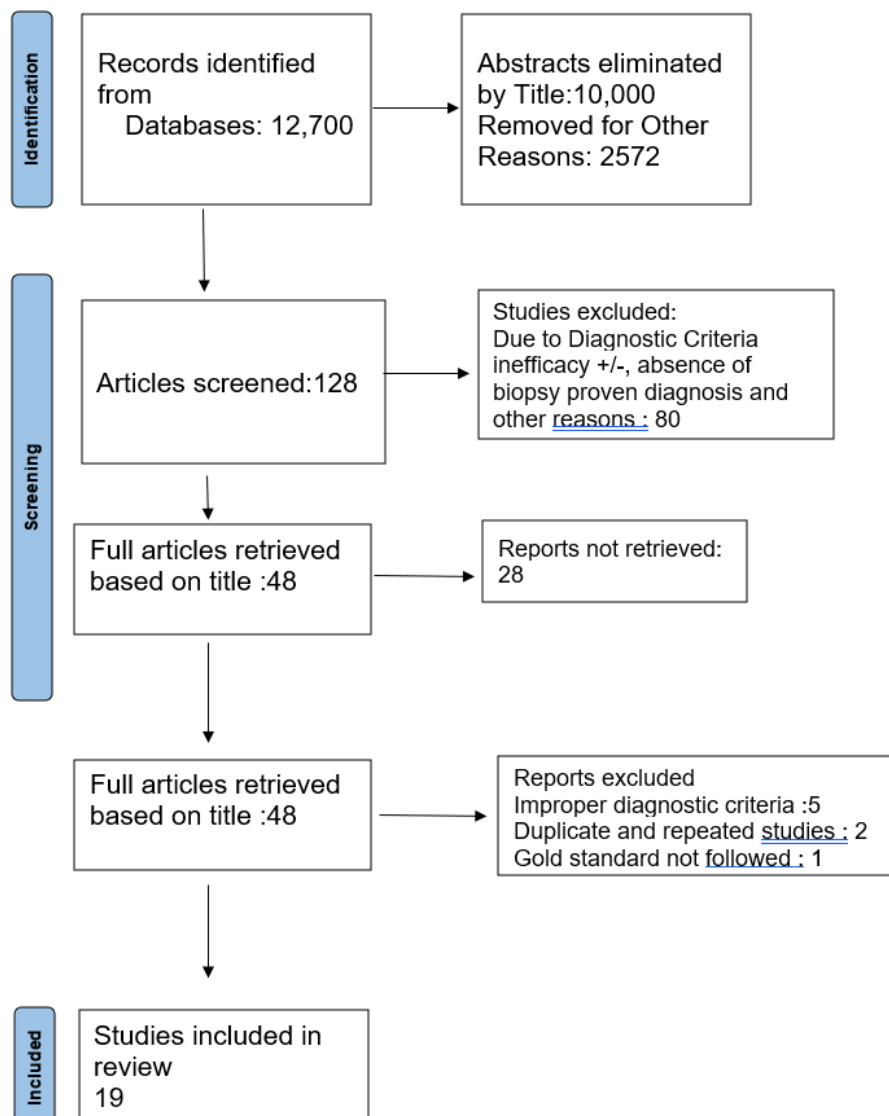 Identification
Records identified
from
Databases: 12,700
Abstracts eliminated
by Title:10,000
Removed for Other
Reasons: 2572
Screening
Articles screened:128
Studies excluded:
Due to Diagnostic Criteria
inefficacy +/-, absence of
biopsy proven diagnosis and
other reasons : 80
Full articles retrieved
based on title :48
Reports not retrieved:
28
Full articles retrieved
based on title :48
Reports excluded
Improper diagnostic criteria :5
Duplicate and repeated studies : 2
Gold standard not followed : 1
Included
Studies included in
review
19